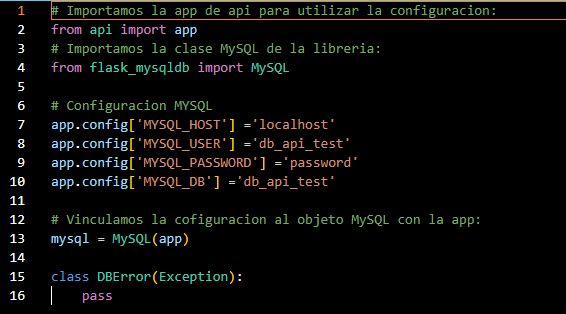 1 # Importamos la app de api para utilizar la configuracion:
2 from api import app
3 # Importamos la clase MySQL de la libreria:
4 from flask_mysqldb import MySQL
5
6 # Configuracion MYSQL
7 app.config['MYSQL_HOST'] ='localhost'
8 app.config['MYSQL_USER'] ='db_api_test'
9 app.config['MYSQL_PASSWORD'] ='password'
10 app.config['MYSQL_DB'] ='db_api_test'
11
12 # Vinculamos la cofiguracion al objeto MySQL con la app:
13 mysql = MySQL(app)
14
15 class DBError(Exception):
16     pass